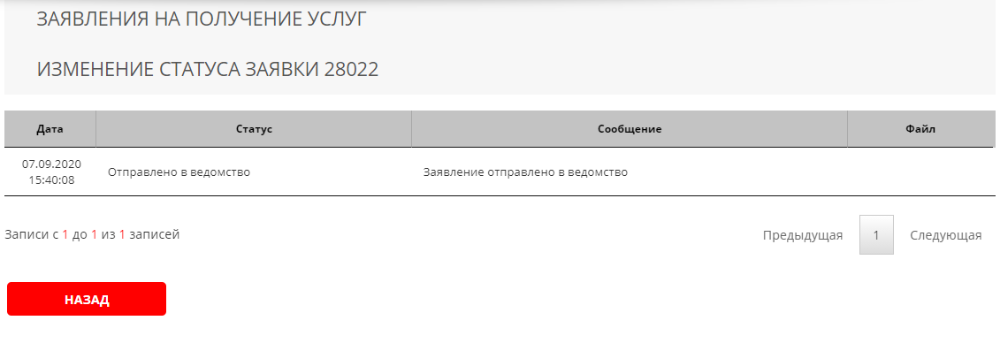 ЗАЯВЛЕНИЯ НА ПОЛУЧЕНИЕ УСЛУГ
ИЗМЕНЕНИЕ СТАТУСА ЗАЯВКИ 28022
Дата Статус Сообщение Файл
07.09.2020
15:40:08
Отправлено в ведомство Заявление отправлено в ведомство
Записи с 1 до 1 из 1 записей
Предыдущая 1 Следующая
НАЗАД